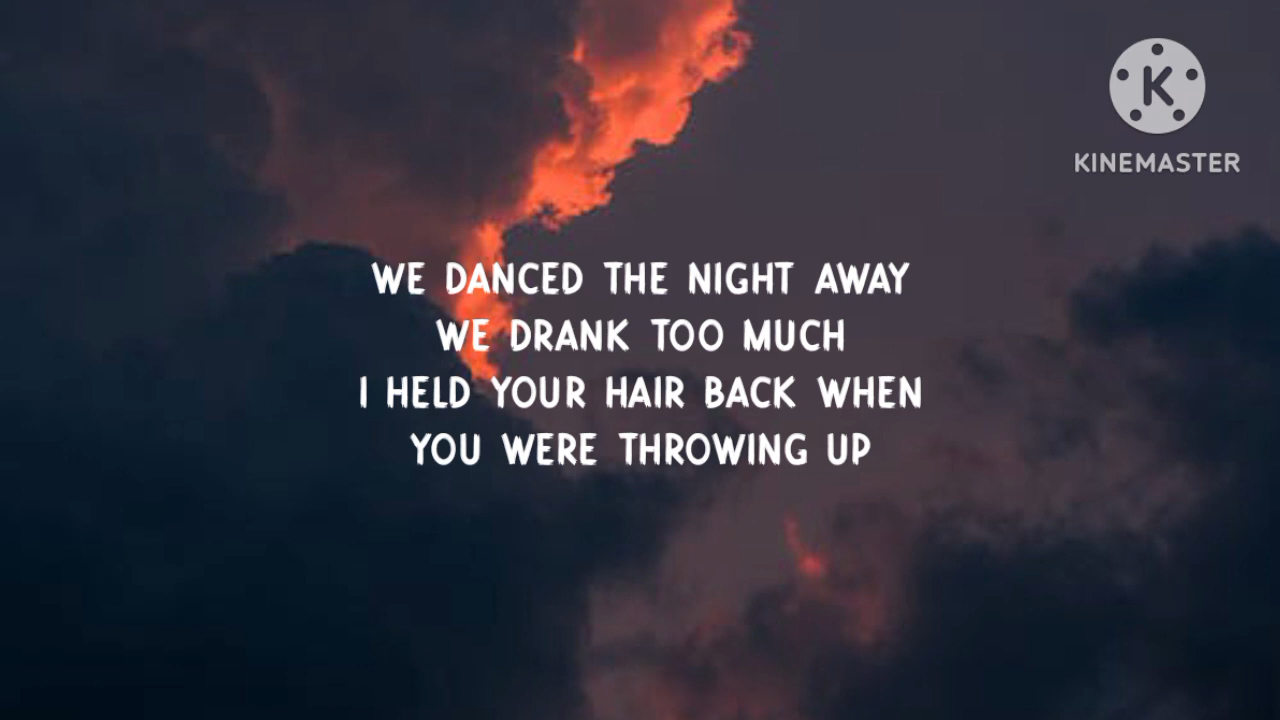 K
KINEMASTER
WE DANCED THE NIGHT AWAY
WE DRANK TOO MUCH
I HELD YOUR HAIR BACK WHEN
YOU WERE THROWING UP